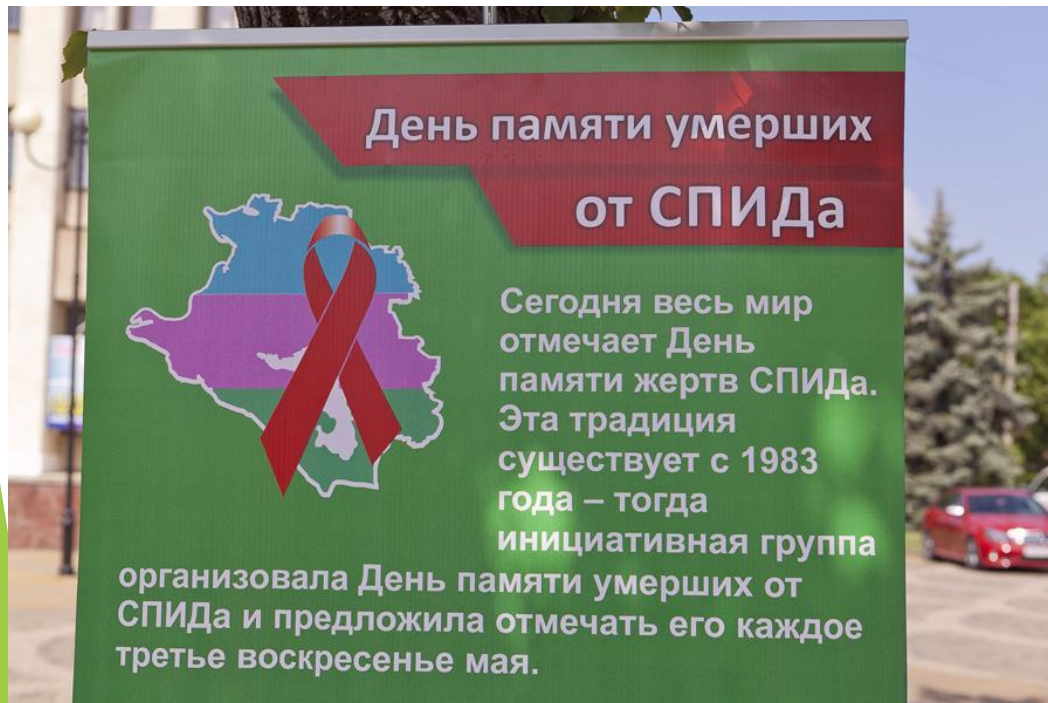 День памяти умерших
от СПИДа
Сегодня весь мир
отмечает День
памяти жертв СПИДа.
Эта традиция
существует с 1983
года – тогда
инициативная группа
организовала День памяти умерших от
СПИДа и предложила отмечать его каждое
третье воскресенье мая.